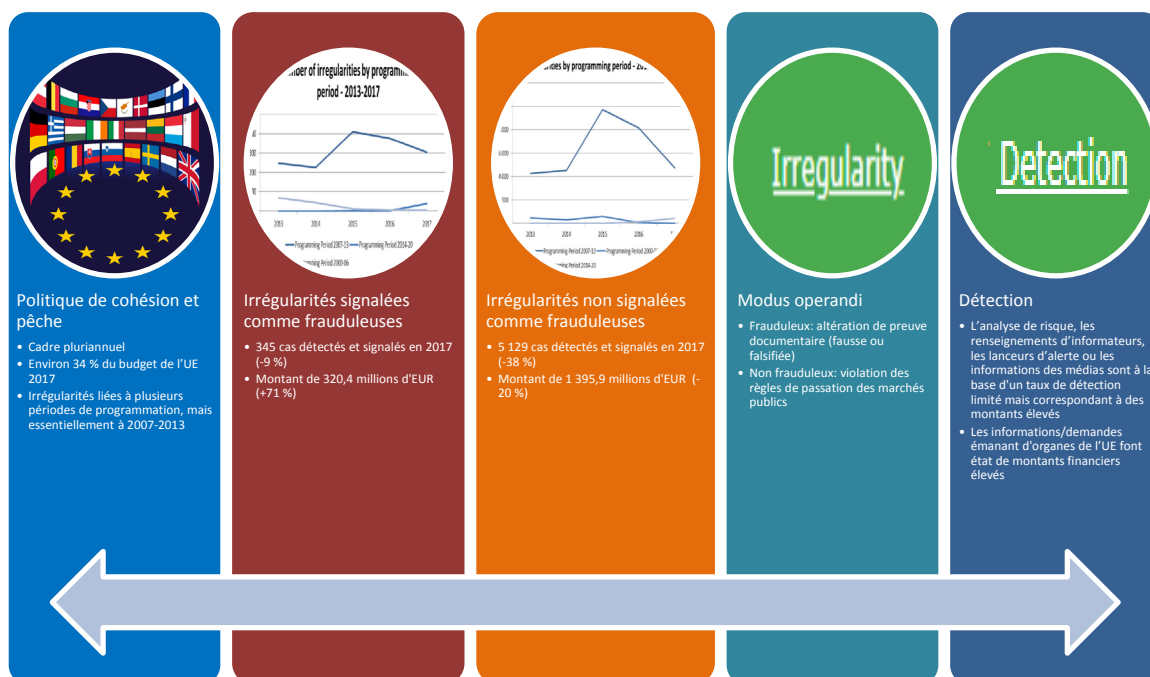 ber of irregularities by programm
period - 2013-2017
300
200
2013
2014
2015
2016
2017
Programming Period 2007-13
Programming Period 2014-20
Programming Period 2000-06
by programming period - 201
2013
2014
2015
2016
Programming Period 2007-13
Programming Period 2000-
Programming Period 2014-20
Irregularity
Detection
Politique de cohésion et
pêche
• Cadre pluriannuel
• Environ 34 % du budget de l’UE
2017
• Irrégularités liées à plusieurs
périodes de programmation, mais
essentiellement à 2007-2013
Irrégularités signalées
comme frauduleuses
• 345 cas détectés et signalés en 2017
(-9 %)
• Montant de 320,4 millions d'EUR
(+71 %)
Irrégularités non signalées
comme frauduleuses
• 5 129 cas détectés et signalés en 2017
(-38 %)
• Montant de 1 395,9 millions d'EUR (-
20 %)
Modus operandi
• Frauduleux: altération de preuve
documentaire (fausse ou
falsifiée)
• Non frauduleux: violation des
règles de passation des marchés
publics
Détection
• L’analyse de risque, les
renseignements d’informateurs,
les lanceurs d’alerte ou les
informations des médias sont à la
base d'un taux de détection
limité mais correspondant à des
montants élevés
• Les informations/demandes
émanant d'organes de l’UE font
état de montants financiers
élevés